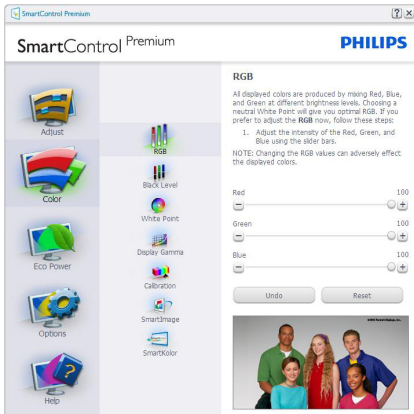 SmartControl Premium
?
SmartControl Premium
PHILIPS
Adjust
Color
Eco Power
Options
Help
RGB
Black Level
White Point
Display Gamma
Calibration
SmartImage
SmartKolor
RGB
All displayed colors are produced by mixing Red, Blue,
and Green at different brightness levels. Choosing a
neutral White Point will give you optimal RGB. If you
prefer to adjust the RGB now, follow these steps:
1. Adjust the intensity of the Red, Green, and
Blue using the slider bars.
NOTE: Changing the RGB values can adversely effect
the displayed colors.
Red 100
Green 100
Blue 100
Undo Reset